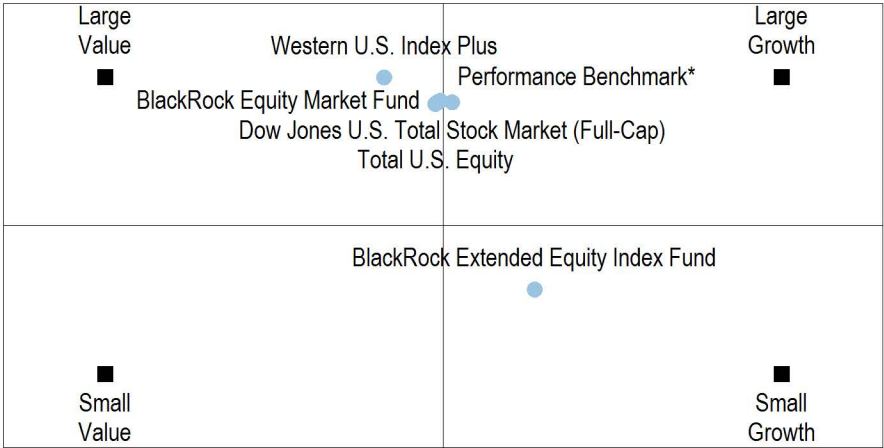 Large
Value
Large
Growth
Western U.S. Index Plus
Performance Benchmark*
BlackRock Equity Market Fund
Dow Jones U.S. Total Stock Market (Full-Cap)
Total U.S. Equity
BlackRock Extended Equity Index Fund
Small
Value
Small
Growth